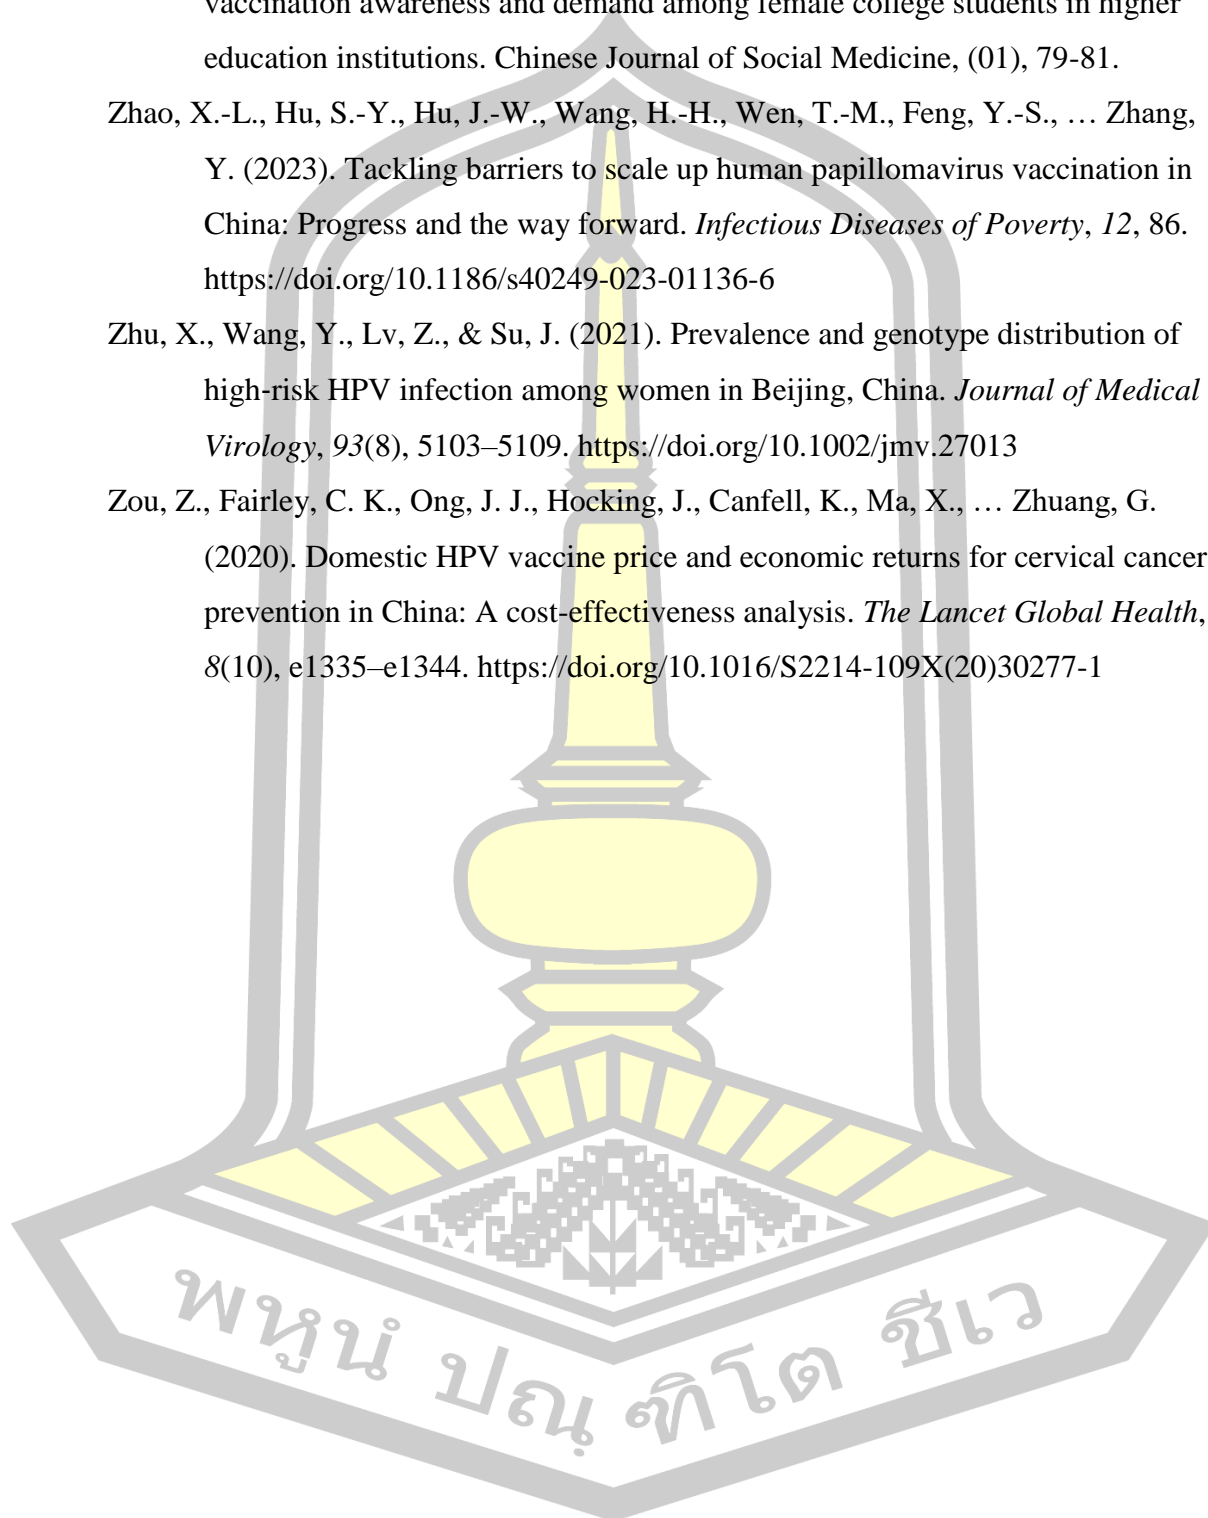 vaccination awareness and demand among female college students in higher
education institutions. Chinese Journal of Social Medicine, (01), 79-81.
Zhao, X.-L., Hu, S.-Y., Hu, J.-W., Wang, H.-H., Wen, T.-M., Feng, Y.-S., … Zhang,
Y. (2023). Tackling barriers to scale up human papillomavirus vaccination in
China: Progress and the way forward. Infectious Diseases of Poverty, 12, 86.
https://doi.org/10.1186/s40249-023-01136-6
Zhu, X., Wang, Y., Lv, Z., & Su, J. (2021). Prevalence and genotype distribution of
high-risk HPV infection among women in Beijing, China. Journal of Medical
Virology, 93(8), 5103–5109. https://doi.org/10.1002/jmv.27013
Zou, Z., Fairley, C. K., Ong, J. J., Hocking, J., Canfell, K., Ma, X., … Zhuang, G.
(2020). Domestic HPV vaccine price and economic returns for cervical cancer
prevention in China: A cost-effectiveness analysis. The Lancet Global Health,
8(10), e1335–e1344. https://doi.org/10.1016/S2214-109X(20)30277-1
พหูนํ ปณฺฑิโต ชีเว